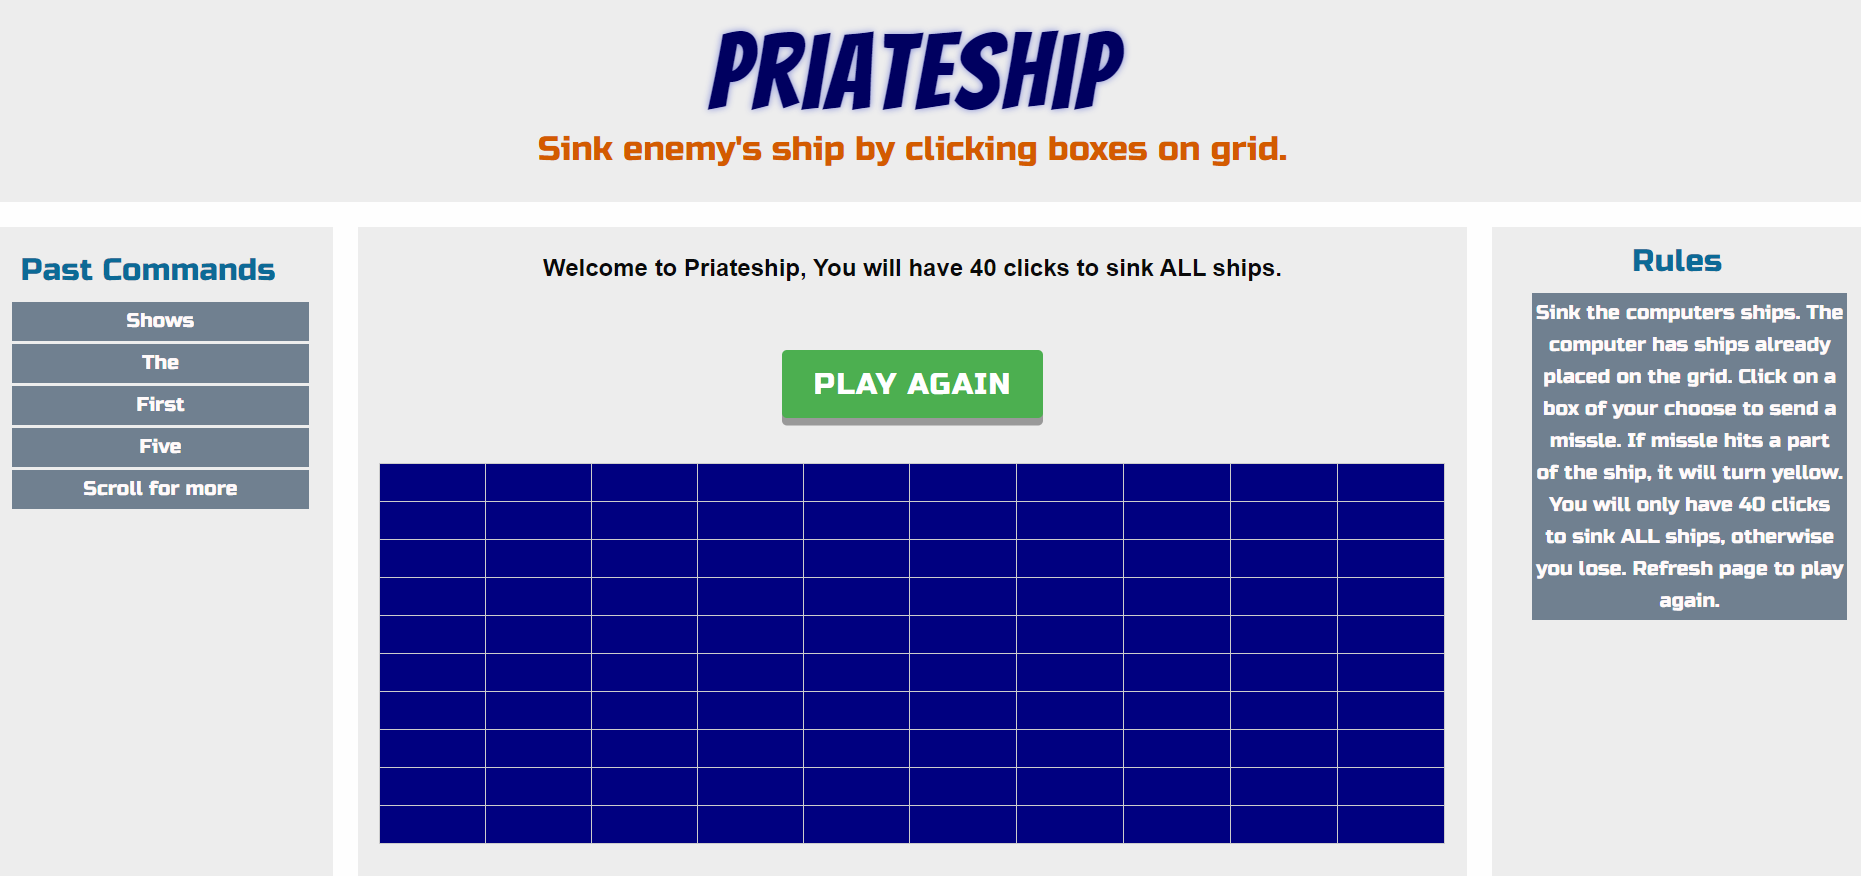 PRIATESHIP
Sink enemy's ship by clicking boxes on grid.
Past Commands
Shows
The
First
Five
Scroll for more
Welcome to Priateship, You will have 40 clicks to sink ALL ships.
PLAY AGAIN
Rules
Sink the computers ships. The
computer has ships already
placed on the grid. Click on a
box of your choose to send a
missle. If missle hits a part
of the ship, it will turn yellow.
You will only have 40 clicks
to sink ALL ships, otherwise
you lose. Refresh page to play
again.